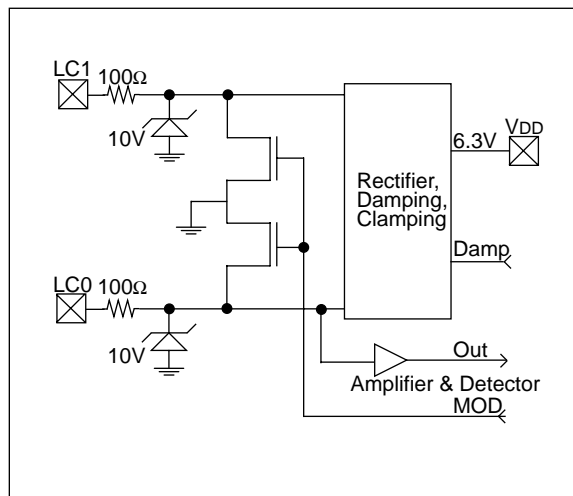 LC1
100Ω
10V
VDD
6.3V
Rectifier,
Damping,
Clamping
Damp
LC0
100Ω
10V
Out
Amplifier & Detector
MOD